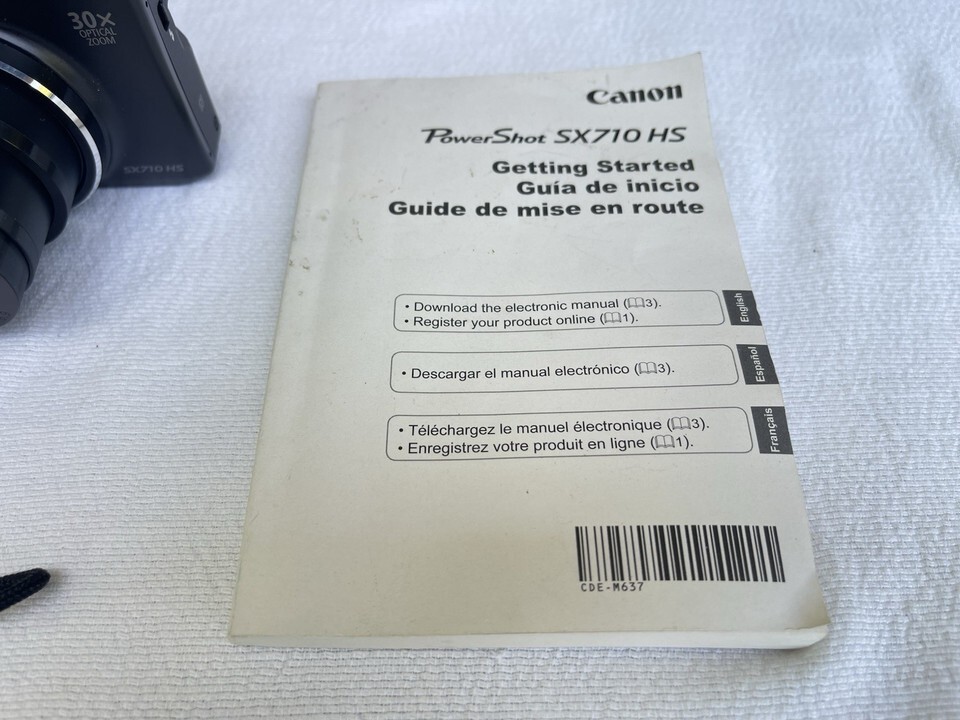 30x
OPTICAL
ZOOM
SX710 HS
Canon
PowerShot SX710 HS
Getting Started
Guía de inicio
Guide de mise en route
• Download the electronic manual (3).
• Register your product online (1).
English
• Descargar el manual electrónico (3).
Español
• Téléchargez le manuel électronique (3).
• Enregistrez votre produit en ligne (1).
Français
CDE-M637